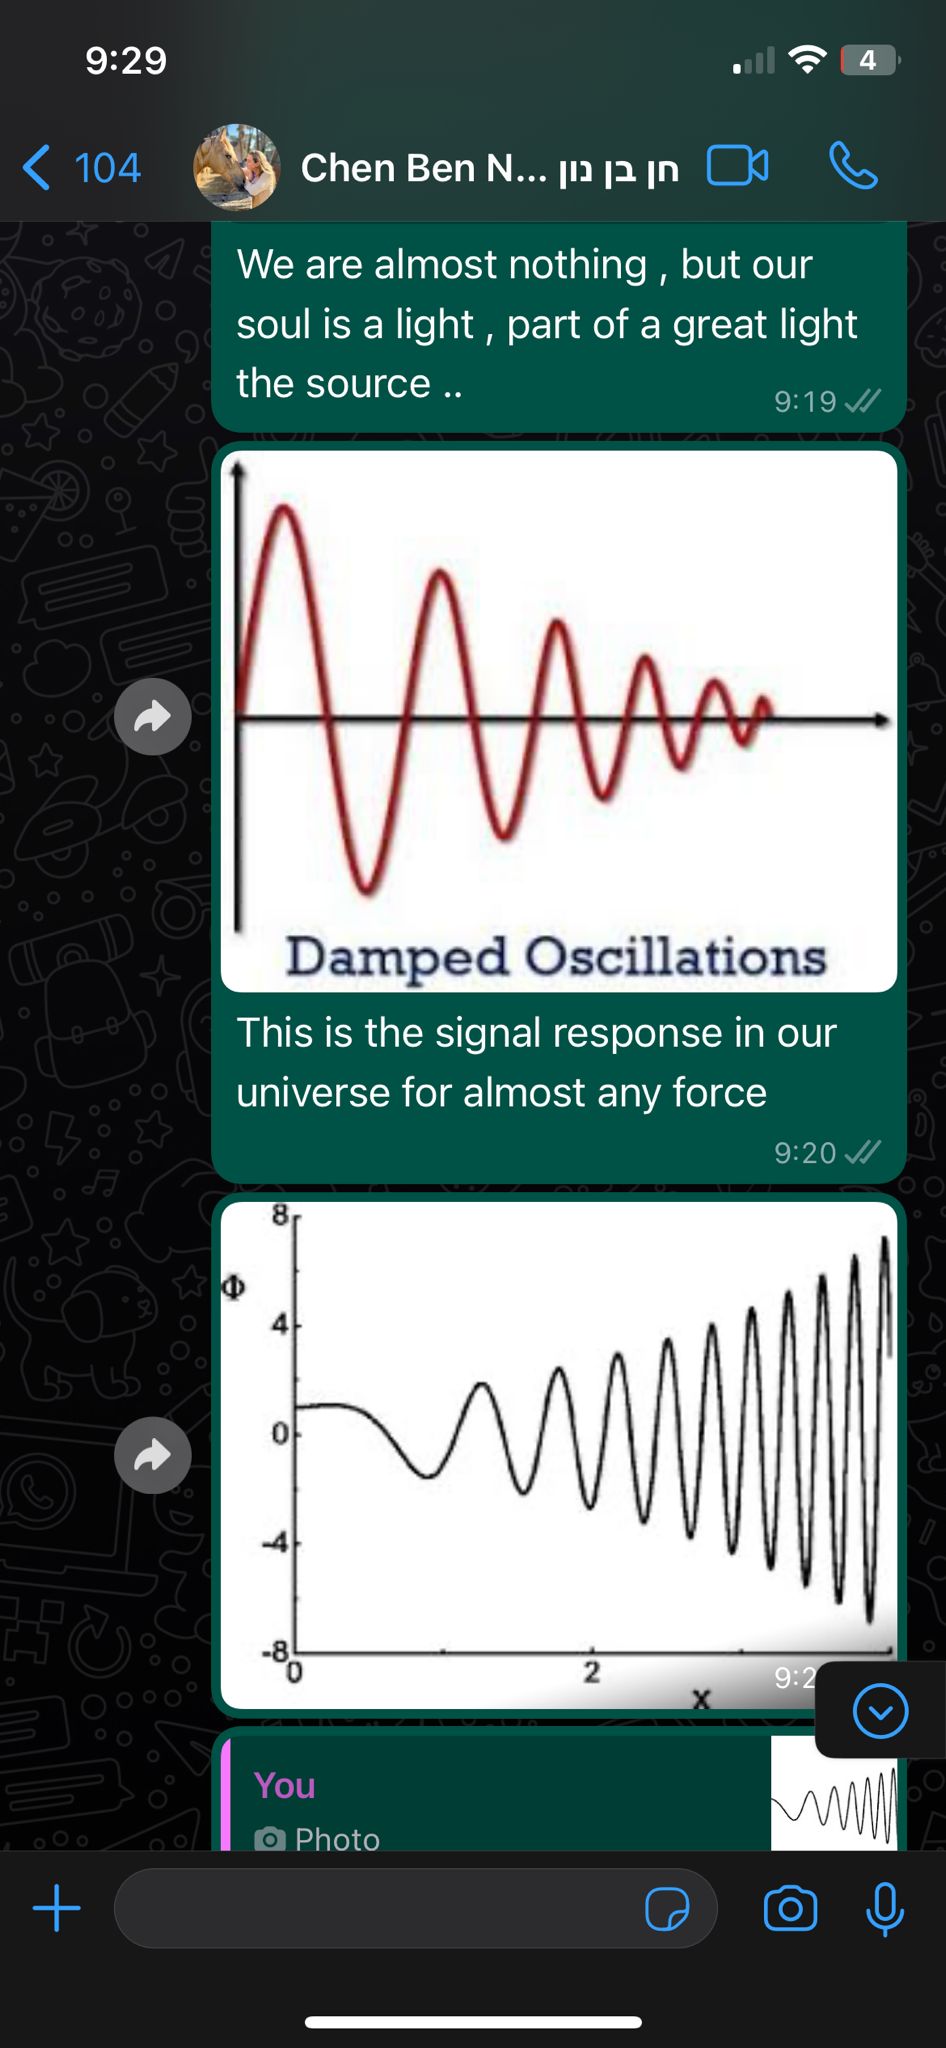 9:29
4
104
Chen Ben N... חן בן נון
We are almost nothing , but our
soul is a light , part of a great light
the source ..
9:19
Damped Oscillations
This is the signal response in our
universe for almost any force
9:20
8
Φ
4
0
-4
-8
0
2
9:2
x
You
Photo